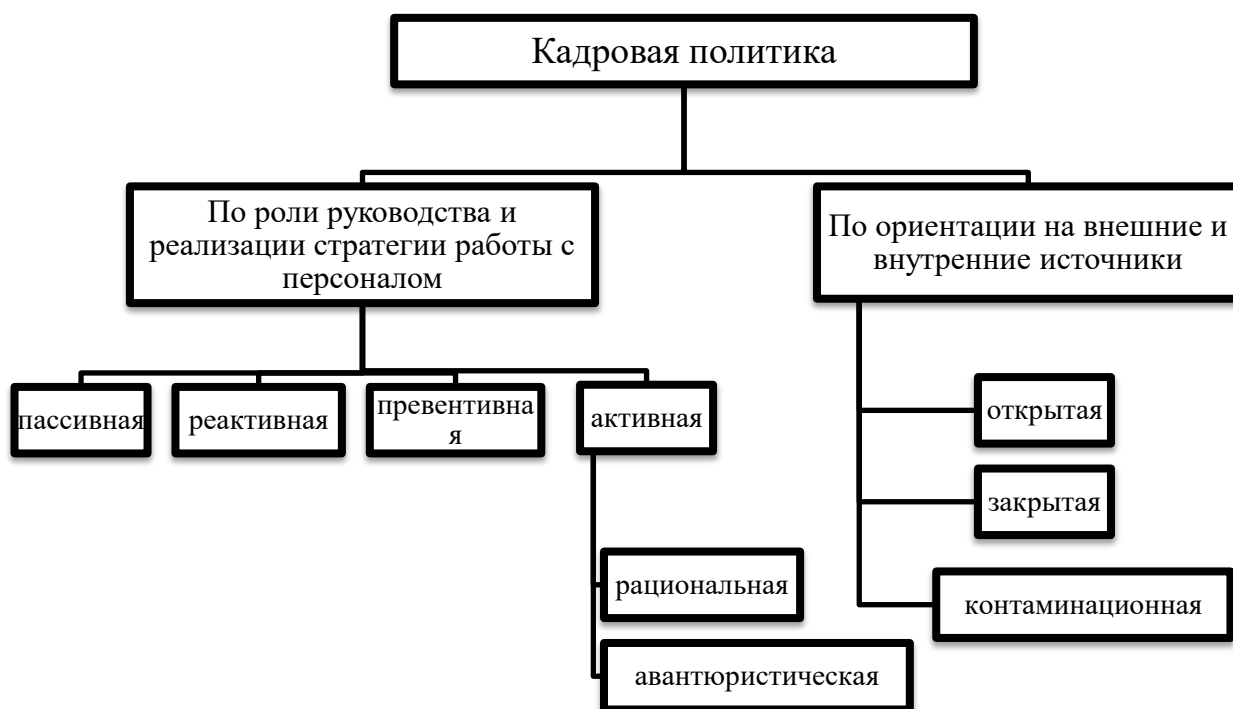 Кадровая политика
По роли руководства и
реализации стратегии работы с
персоналом
По ориентации на внешние и
внутренние источники
пассивная
реактивная
превентивна
я
активная
открытая
закрытая
рациональная
контаминационная
авантюристическая